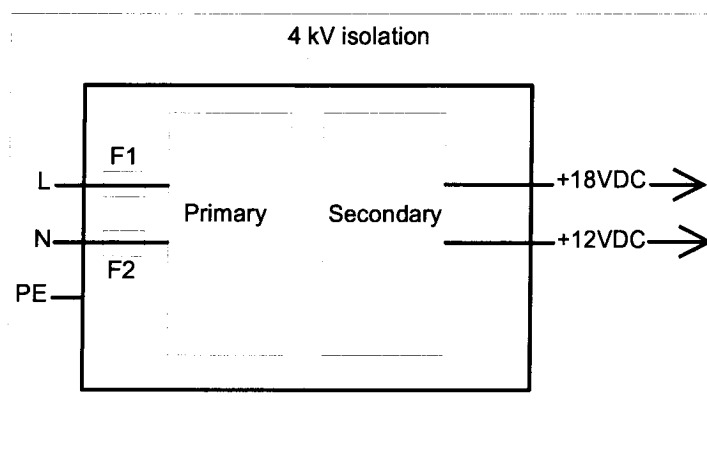 4 kV isolation
F1
L
+18VDC
Primary
Secondary
N
+12VDC
F2
PE